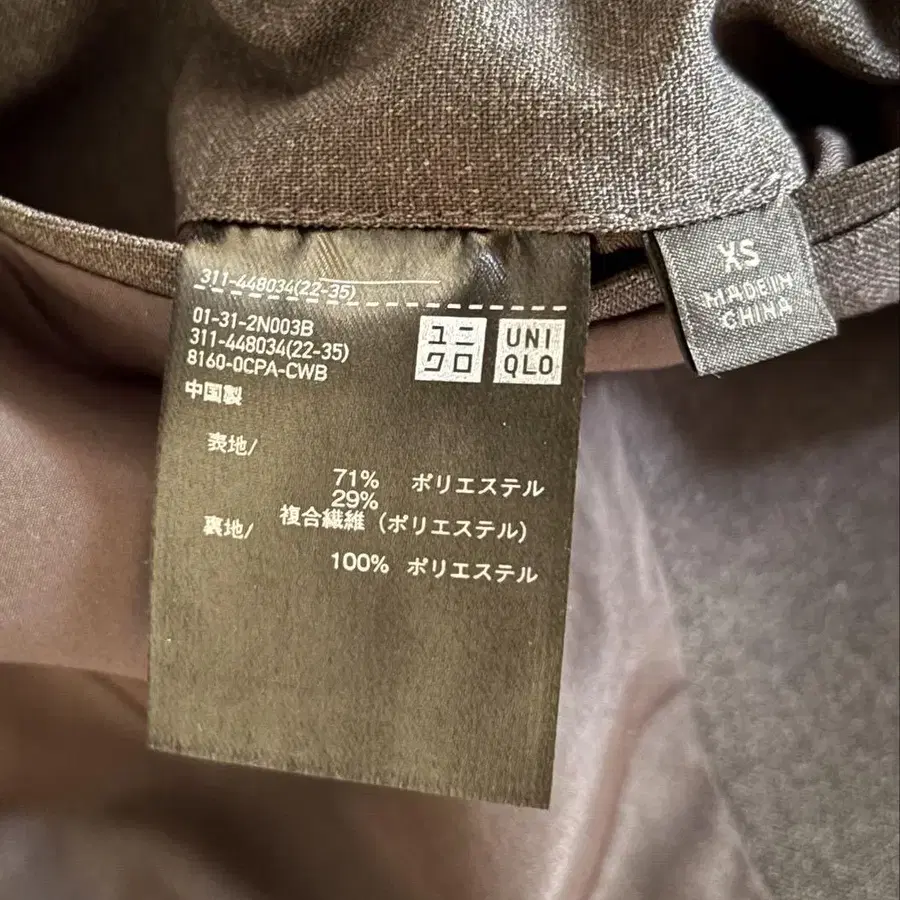 311-448034(22-35)
01-31-2N003B
311-448034(22-35)
8160-0CPA-CWB
中国製
ユニ
クロ
UNI
QLO
表地/
71% ポリエステル
29%
複合繊維 (ポリエステル)
裏地/
100% ポリエステル
XS
MADE IN
CHINA